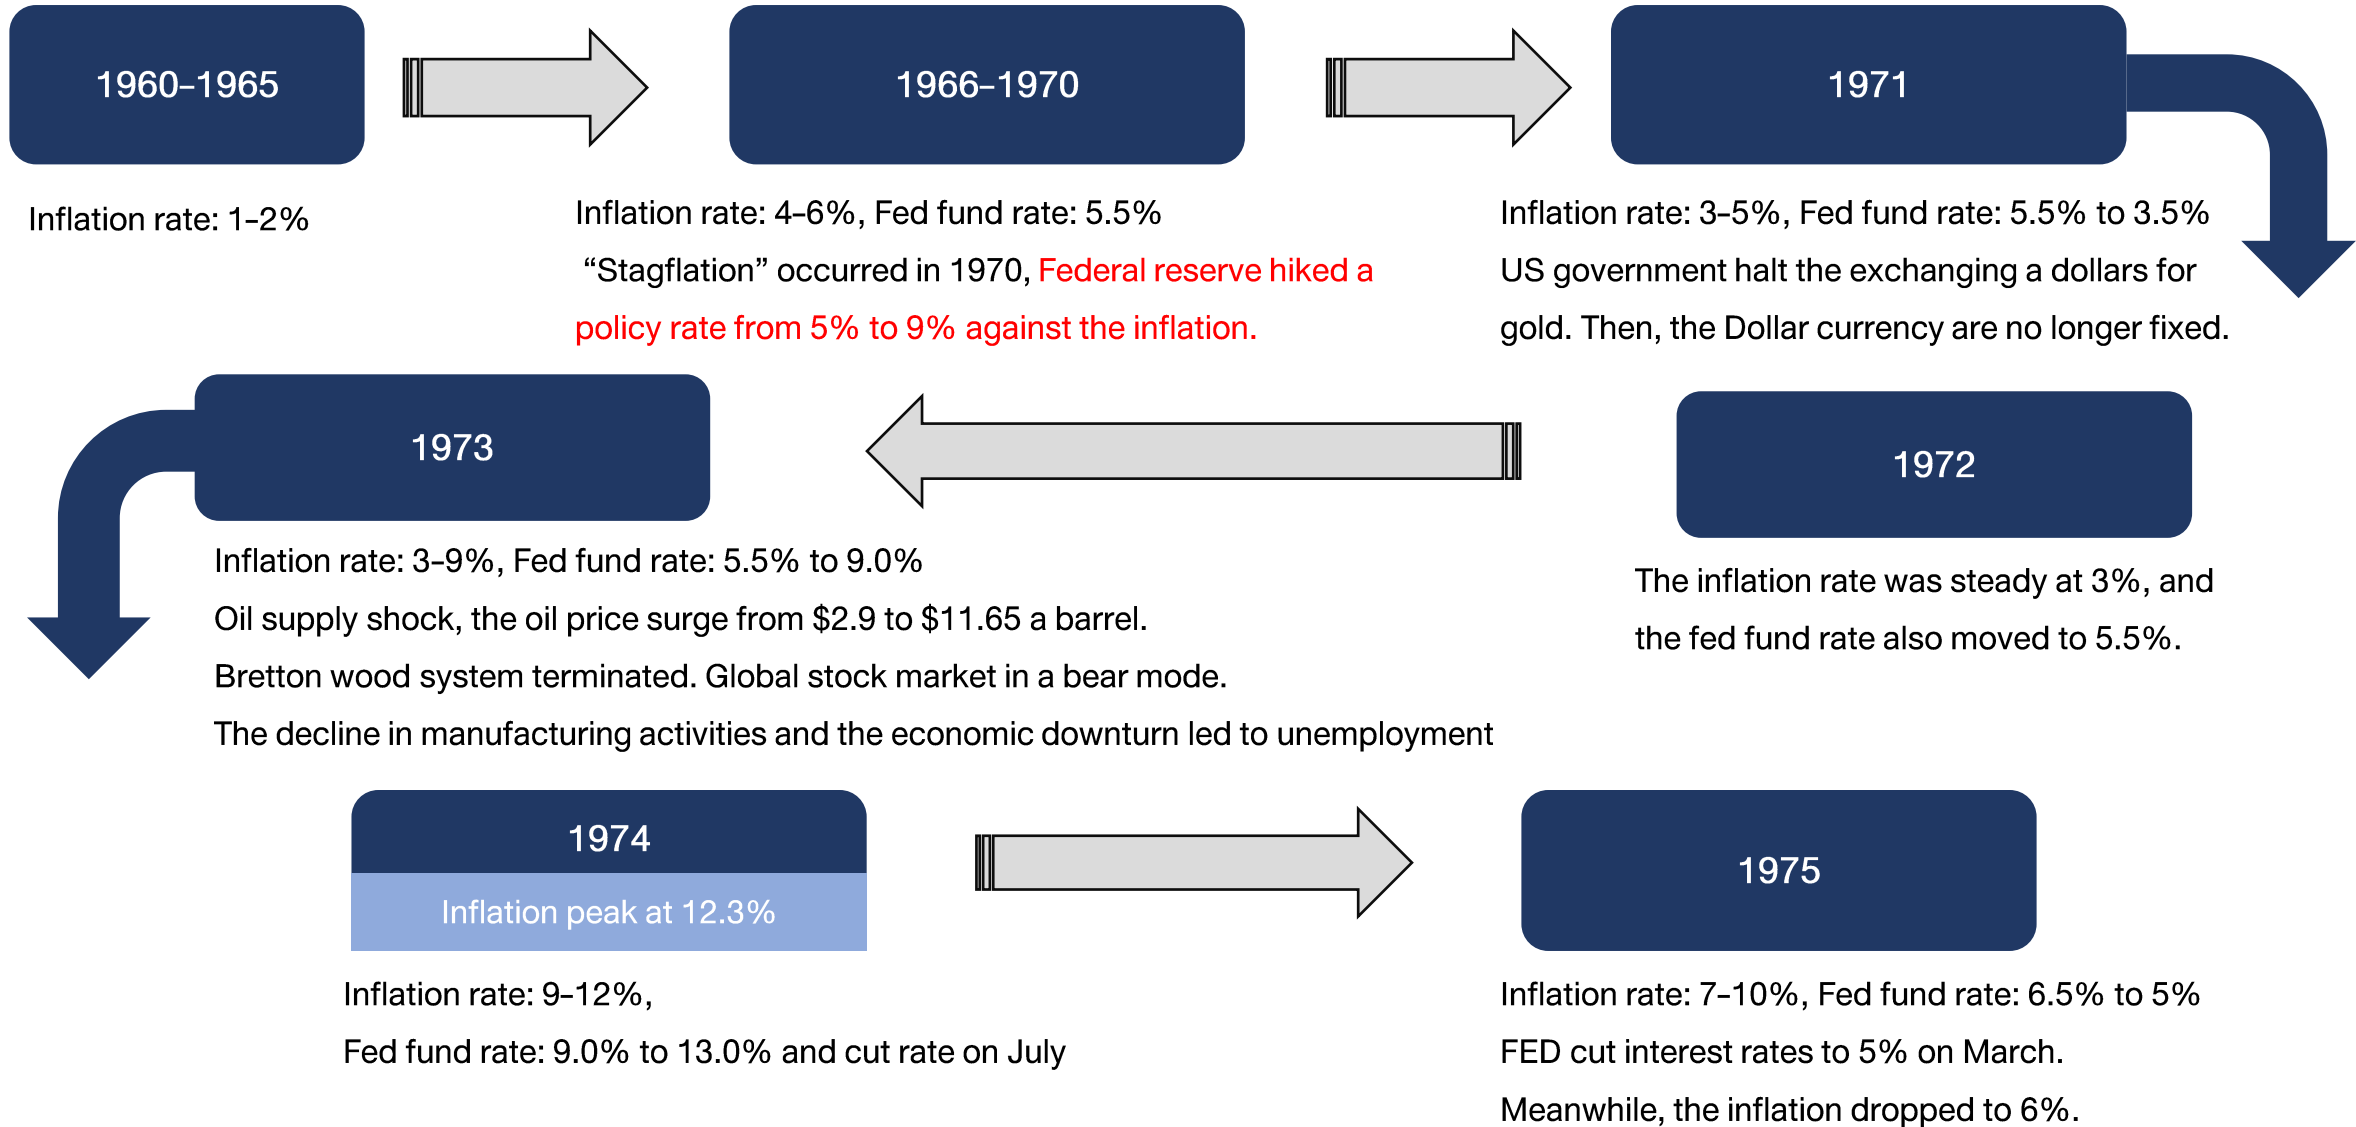 1960–1965
1966–1970
1971
Inflation rate: 1–2%
Inflation rate: 4–6%, Fed fund rate: 5.5%
“Stagflation” occurred in 1970, Federal reserve hiked a
policy rate from 5% to 9% against the inflation.
Inflation rate: 3–5%, Fed fund rate: 5.5% to 3.5%
US government halt the exchanging a dollars for
gold. Then, the Dollar currency are no longer fixed.
1972
The inflation rate was steady at 3%, and
the fed fund rate also moved to 5.5%.
1973
Inflation rate: 3–9%, Fed fund rate: 5.5% to 9.0%
Oil supply shock, the oil price surge from $2.9 to $11.65 a barrel.
Bretton wood system terminated. Global stock market in a bear mode.
The decline in manufacturing activities and the economic downturn led to unemployment
1974
Inflation peak at 12.3%
Inflation rate: 9–12%,
Fed fund rate: 9.0% to 13.0% and cut rate on July
1975
Inflation rate: 7–10%, Fed fund rate: 6.5% to 5%
FED cut interest rates to 5% on March.
Meanwhile, the inflation dropped to 6%.